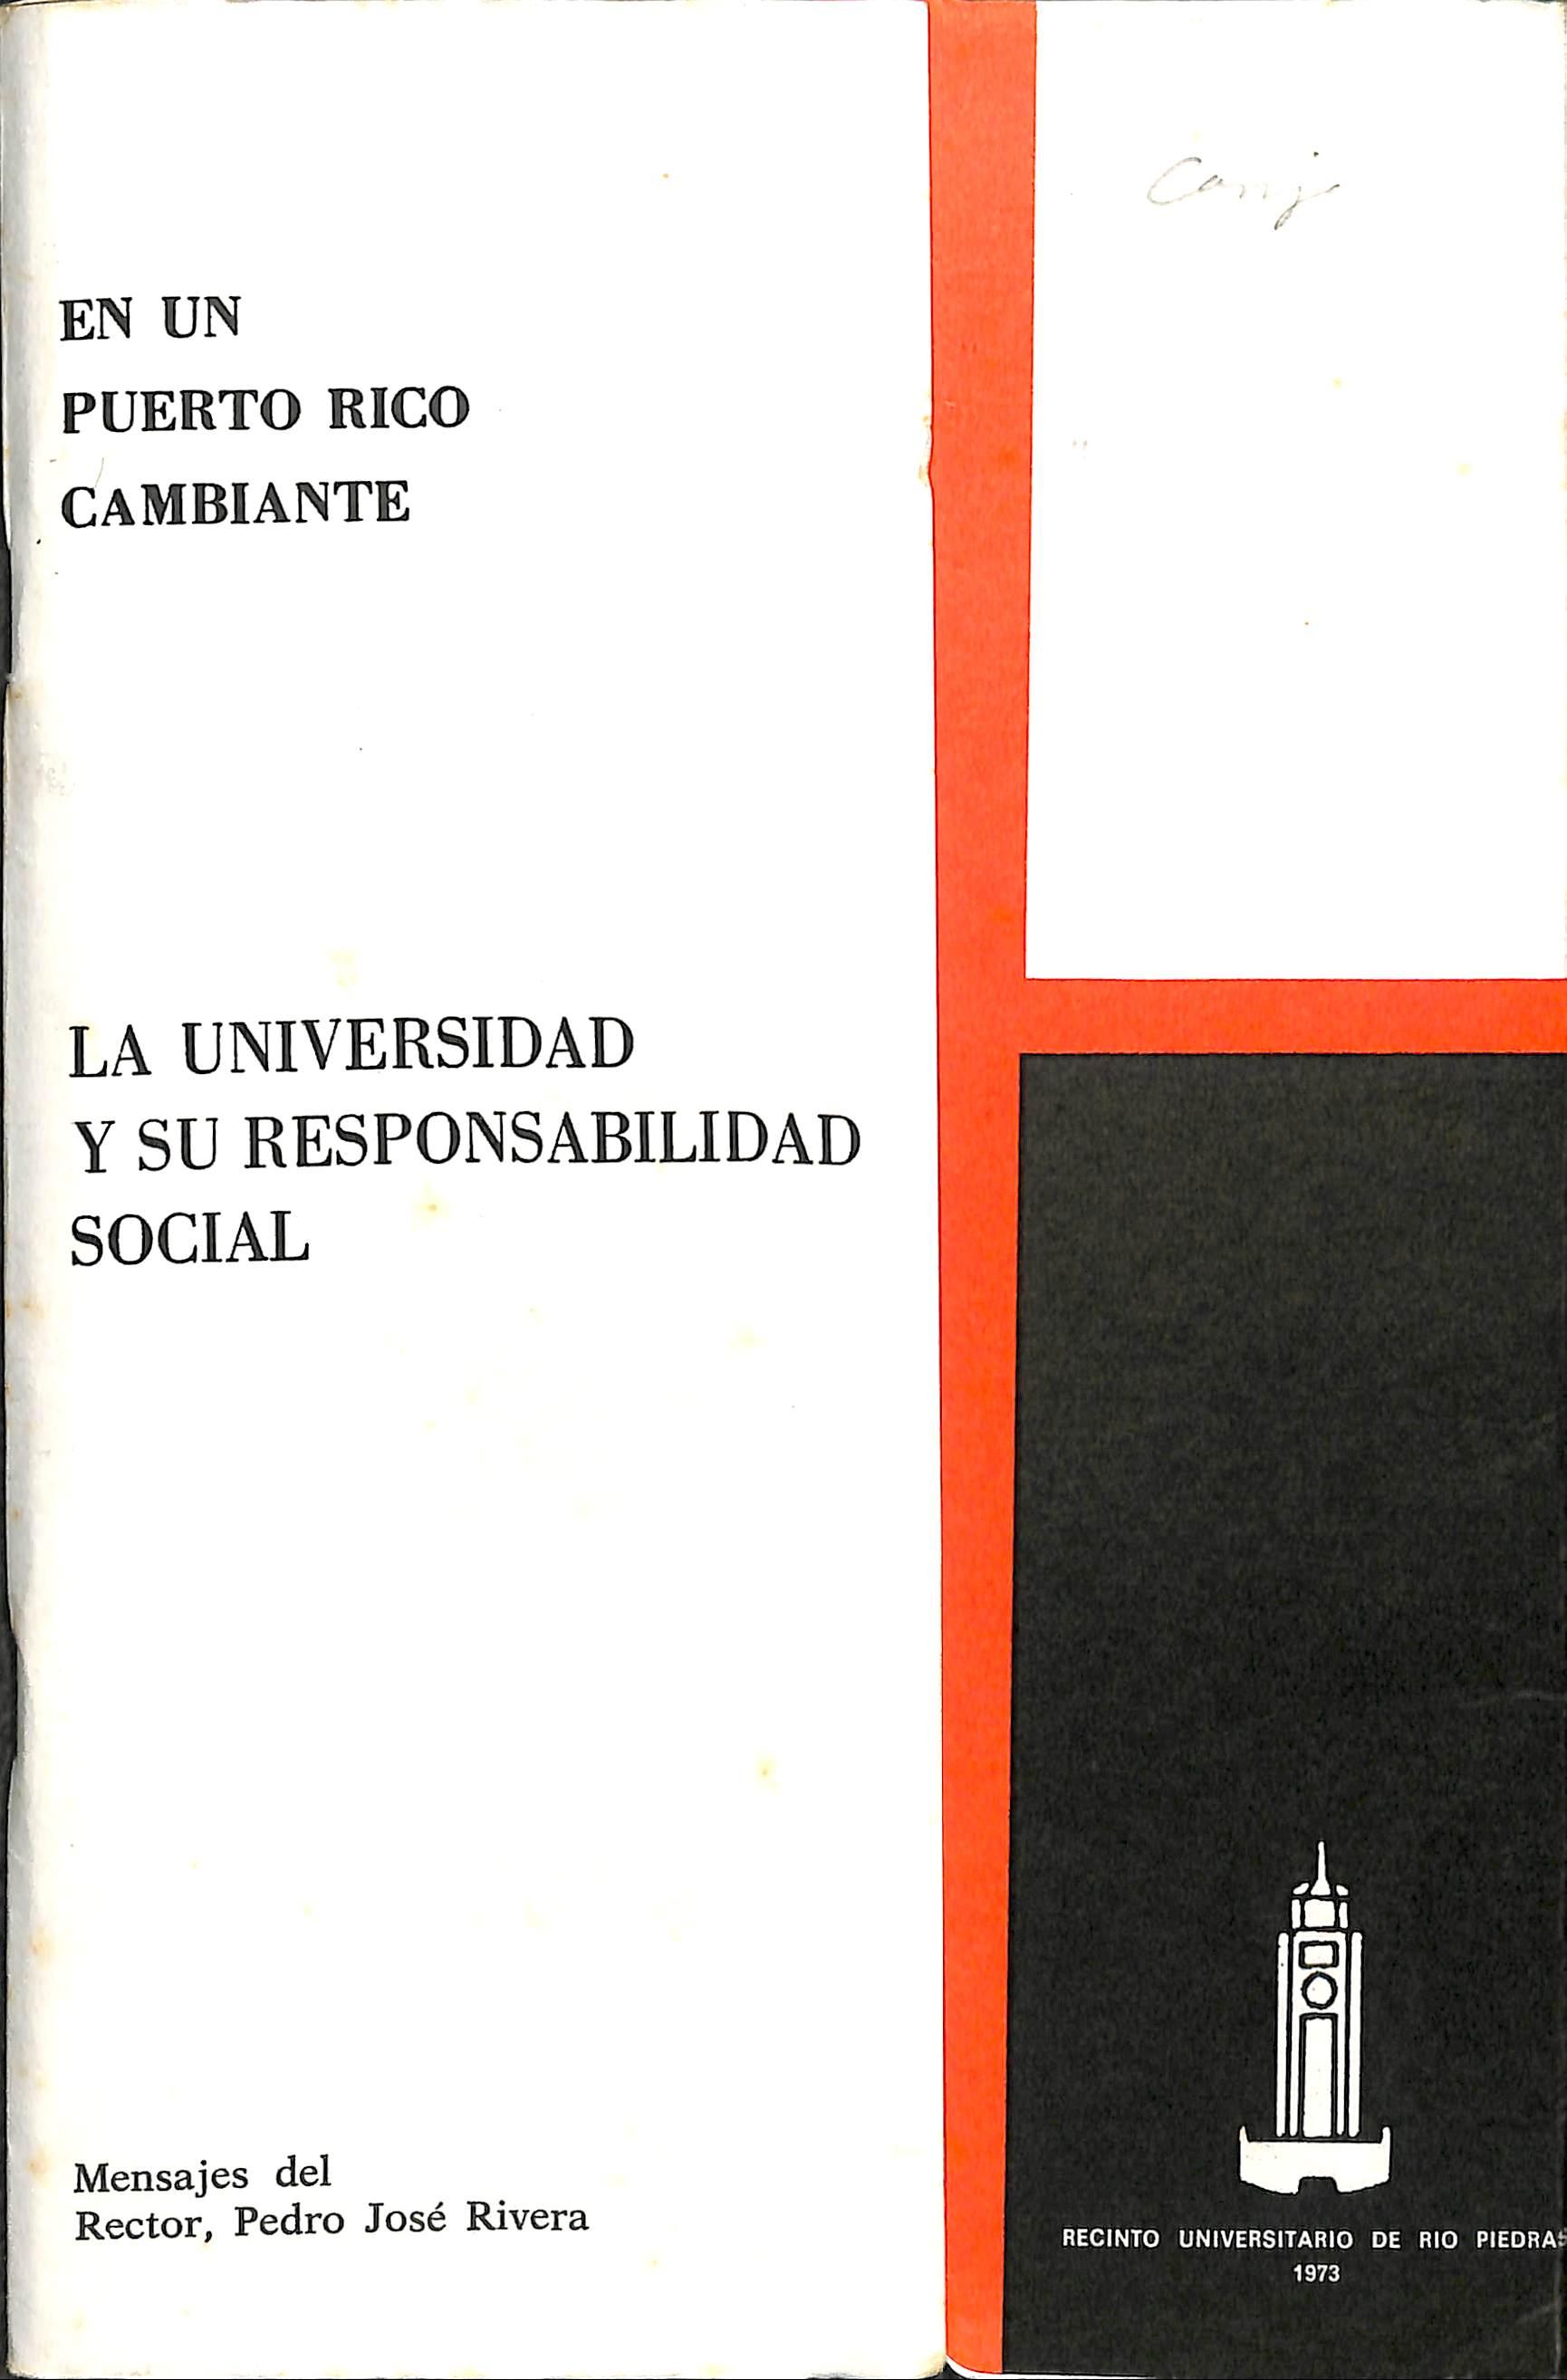 EN UN
PUERTO RICO
CAMBIANTE
LA UNIVERSIDAD
Y SU RESPONSABILIDAD
SOCIAL
Mensajes del
Rector, Pedro José Rivera
RECINTO UNIVERSITARIO DE RIO PIEDRAS
1973